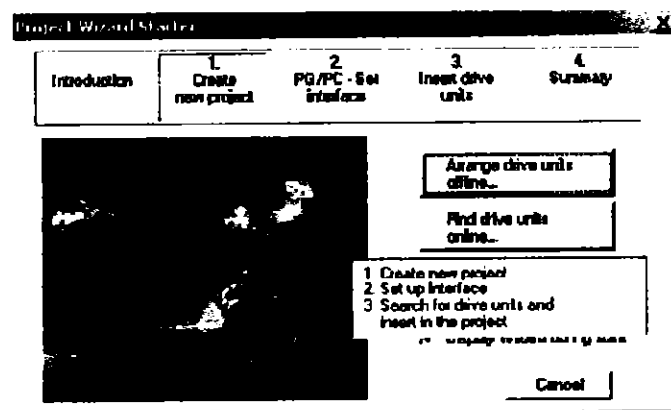 Project Wizard Starter
X
Introduction
1.
Create
new project
2.
PG/PC - Set
interface
3.
Insert drive
units
4.
Summary
Arrange drive units
offline...
Find drive units
online...
1 Create new project
2 Set up interface
3 Search for drive units and
insert in the project
Cancel